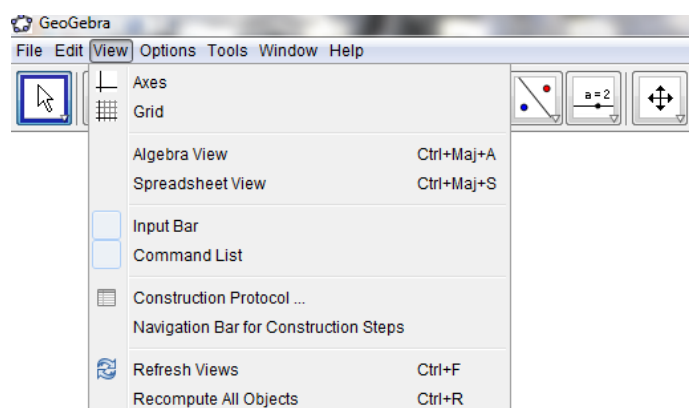 GeoGebra
File Edit View Options Tools Window Help
a=2
Axes
Grid
Algebra View Ctrl+Maj+A
Spreadsheet View Ctrl+Maj+S
Input Bar
Command List
Construction Protocol ...
Navigation Bar for Construction Steps
Refresh Views Ctrl+F
Recompute All Objects Ctrl+R